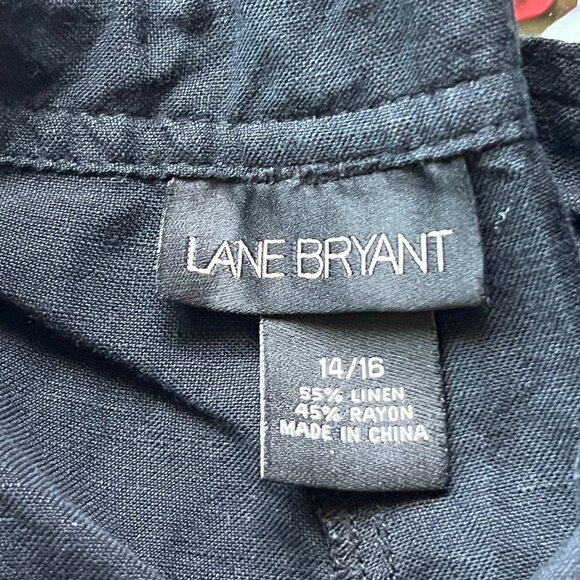 LANE BRYANT
14/16
55% LINEN
45% RAYON
MADE IN CHINA